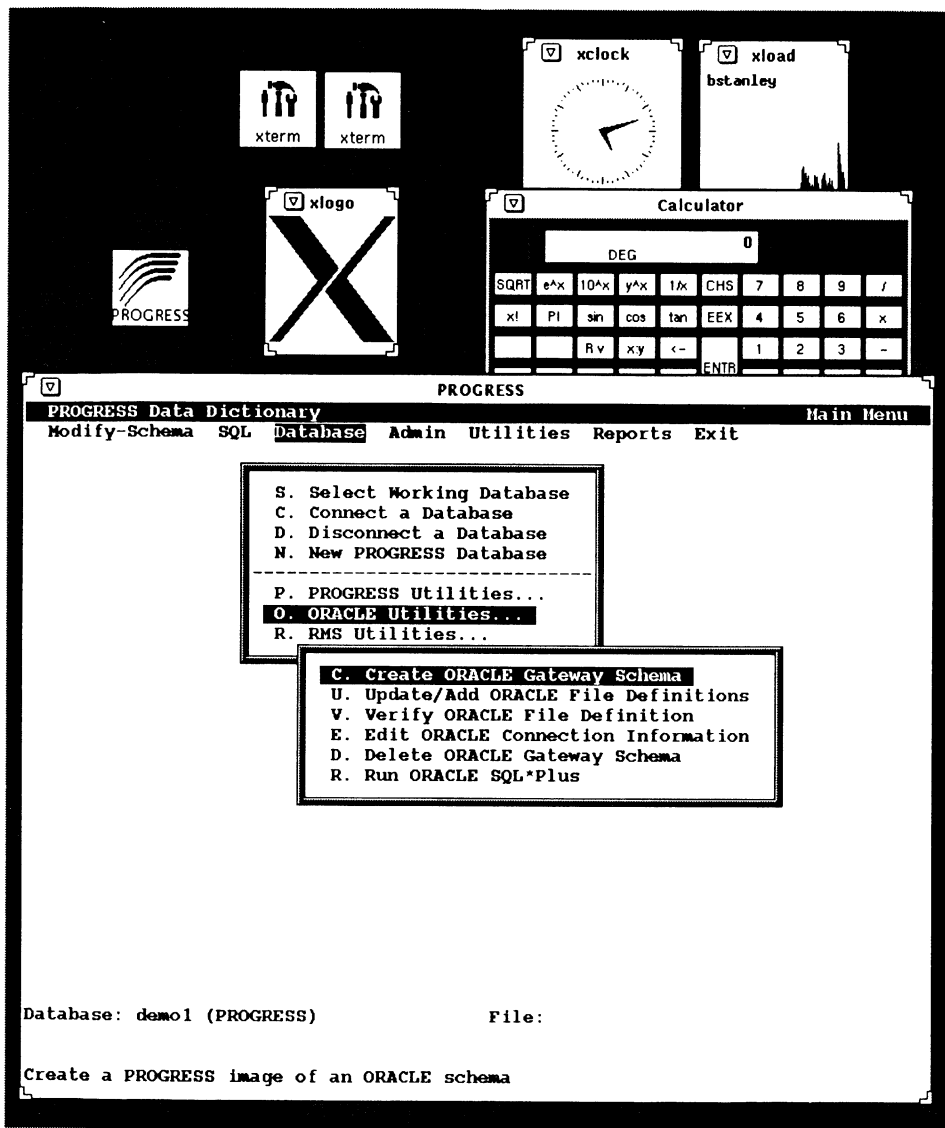 xclock
xload
bstanley
xterm
xterm
xlogo
Calculator
0
DEG
SQRT e^x 10^x y^x 1/x CHS 7 8 9 /
x! PI sin cos tan EEX 4 5 6 x
R v x:y <- ENTR 1 2 3 -
PROGRESS
PROGRESS
PROGRESS Data Dictionary Main Menu
Modify-Schema SQL Database Admin Utilities Reports Exit
S. Select Working Database
C. Connect a Database
D. Disconnect a Database
N. New PROGRESS Database
P. PROGRESS Utilities...
O. ORACLE Utilities...
R. RMS Utilities...
C. Create ORACLE Gateway Schema
U. Update/Add ORACLE File Definitions
V. Verify ORACLE File Definition
E. Edit ORACLE Connection Information
D. Delete ORACLE Gateway Schema
R. Run ORACLE SQL*Plus
Database: demo1 (PROGRESS) File:
Create a PROGRESS image of an ORACLE schema